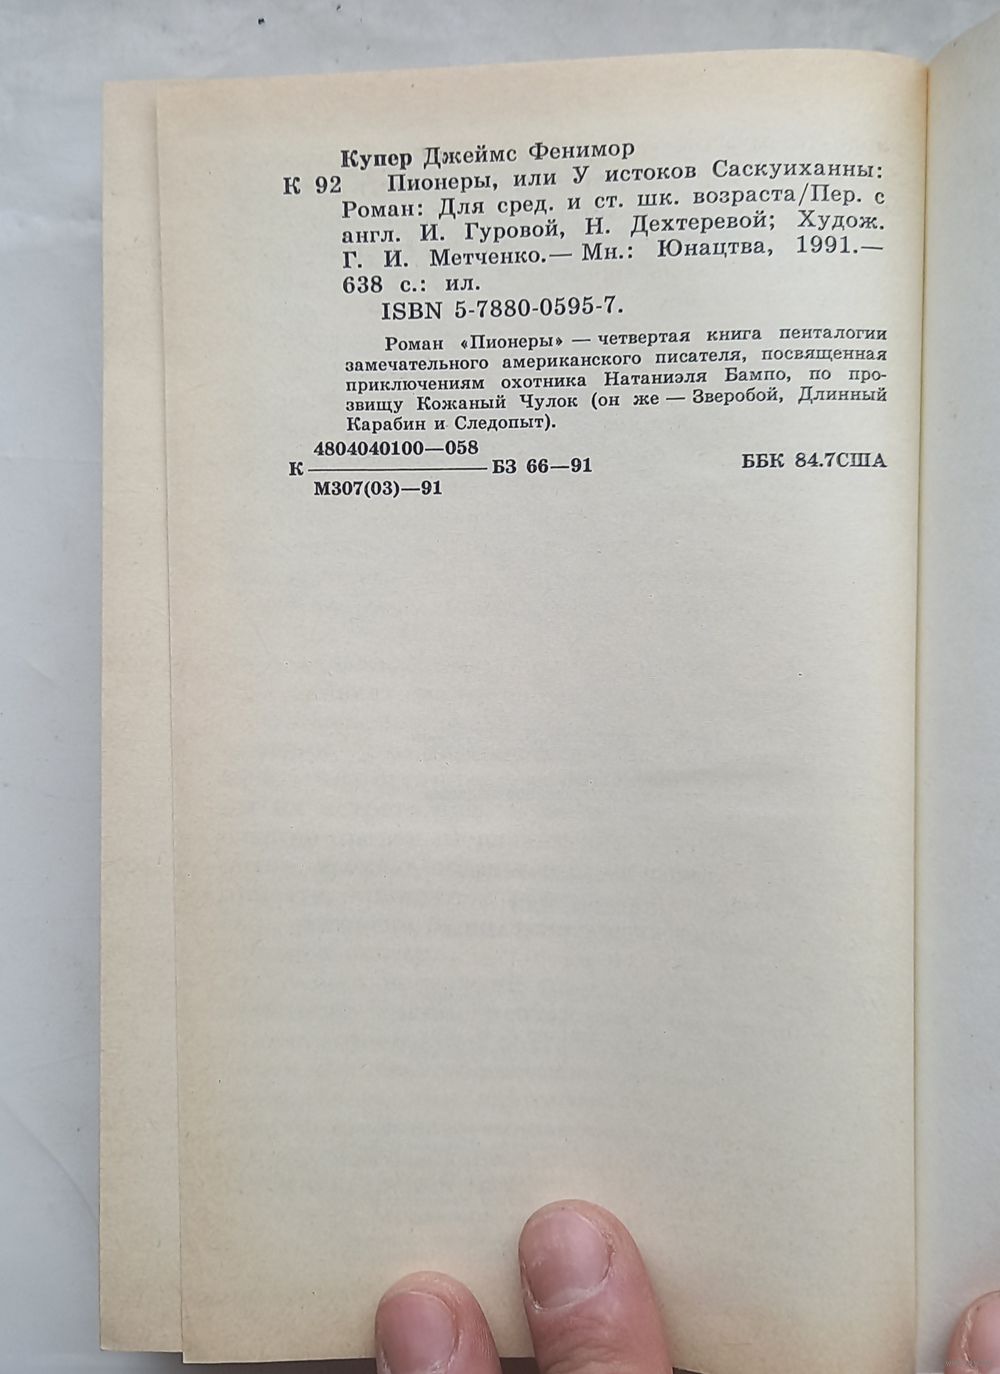 Купер Джеймс Фенимор
К 92 Пионеры, или У истоков Саскуиханны:
Роман: Для сред. и ст. шк. возраста/Пер. с
англ. И. Гуровой, Н. Дехтеревой; Худож.
Г. И. Метченко.— Мн.: Юнацтва, 1991.—
638 с.: ил.
ISBN 5-7880-0595-7.
Роман «Пионеры» — четвертая книга пенталогии
замечательного американского писателя, посвященная
приключениям охотника Натаниэля Бампо, по про-
звищу Кожаный Чулок (он же — Зверобой, Длинный
Карабин и Следопыт).
4804040100—058
К БЗ 66—91 ББК 84.7США
М307(03)—91